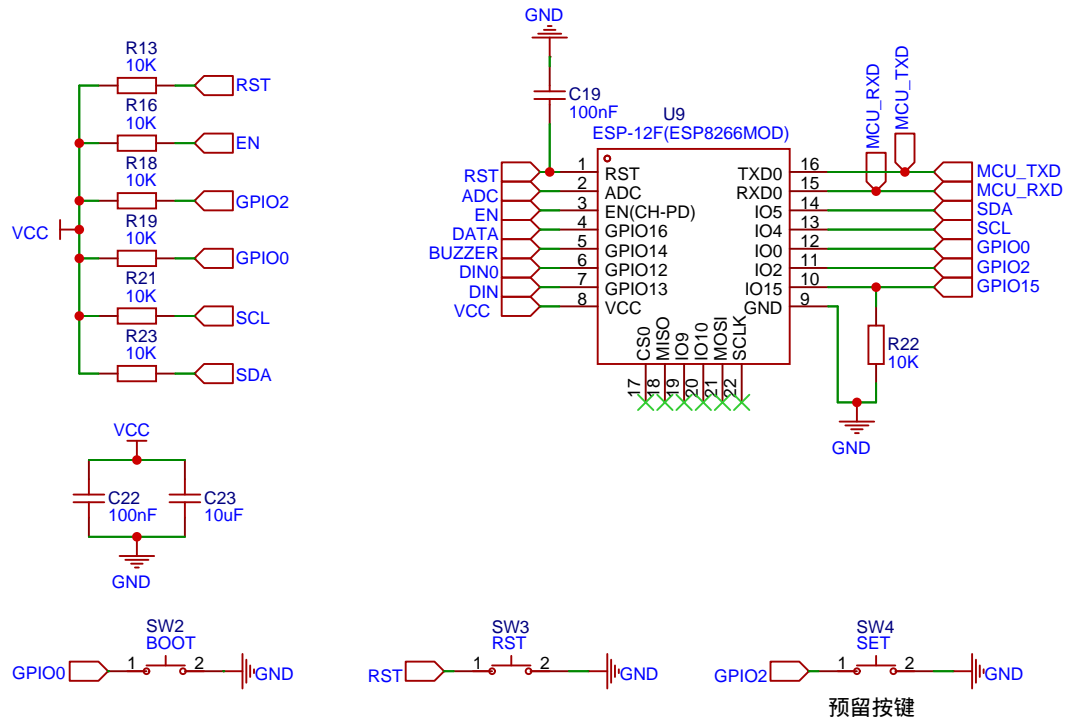 R13
10K
RST
R16
10K
EN
R18
10K
GPIO2
VCC
R19
10K
GPIO0
R21
10K
SCL
R23
10K
SDA
GND
C19
100nF
U9
ESP-12F(ESP8266MOD)
MCU_RXD
MCU_TXD
RST 1 RST
ADC 2 ADC
EN 3 EN(CH-PD)
DATA 4 GPIO16
BUZZER 5 GPIO14
DIN0 6 GPIO12
DIN 7 GPIO13
VCC 8 VCC
TXD0 16 MCU_TXD
RXD0 15 MCU_RXD
IO5 14 SDA
IO4 13 SCL
IO0 12 GPIO0
IO2 11 GPIO2
IO15 10 GPIO15
GND 9
CS0 MISO IO9 IO10 MOSI SCLK
17 18 19 20 21 22
R22
10K
GND
VCC
C22
100nF
C23
10uF
GND
SW2
BOOT
GPIO0 1 2 GND
SW3
RST
RST 1 2 GND
SW4
SET
GPIO2 1 2 GND
预留按键